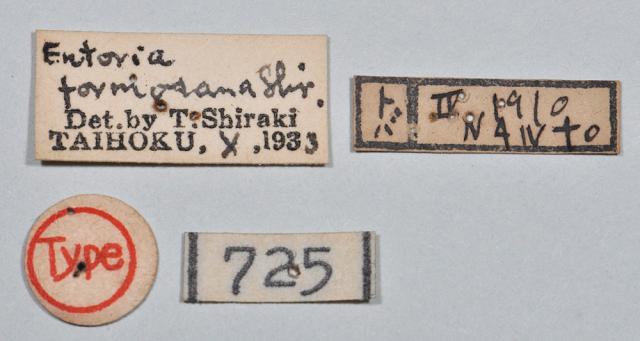 Entoria
formosana Shir.
Det. by T. Shiraki
TAIHOKU, X, 1933
IV 1910
Type
725